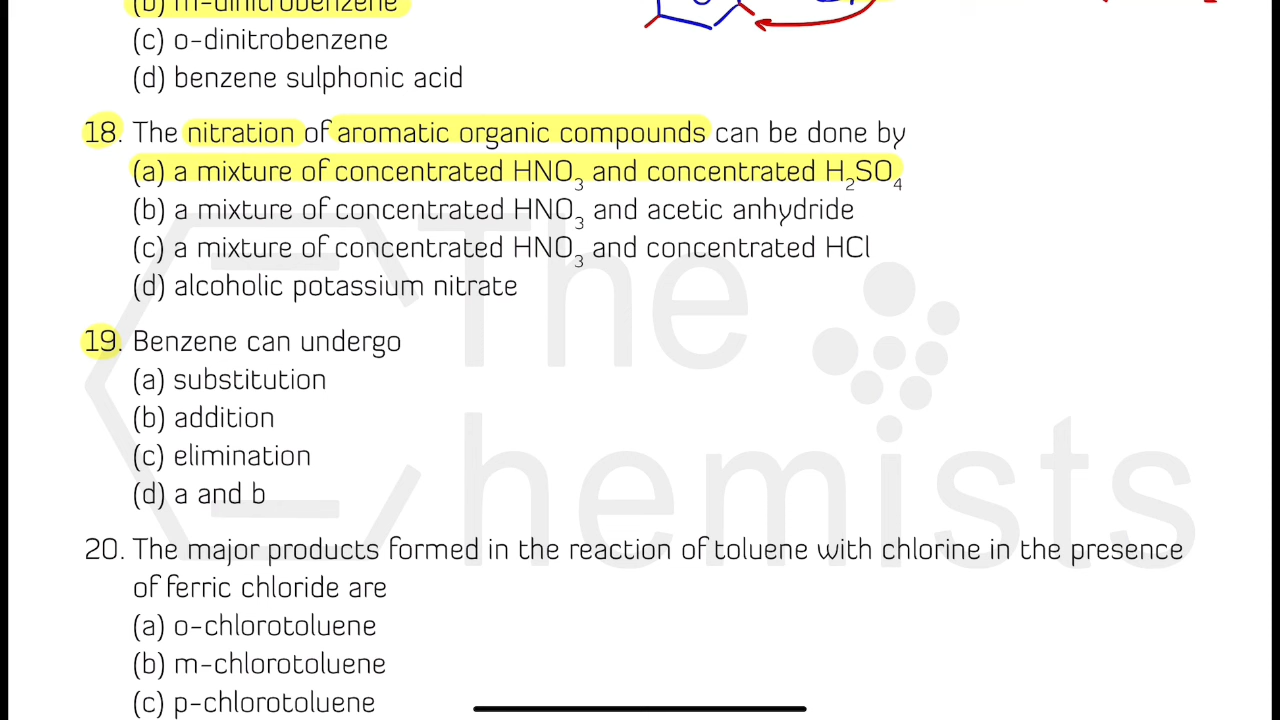 (b) m-dinitrobenzene
(c) o-dinitrobenzene
(d) benzene sulphonic acid
18. The nitration of aromatic organic compounds can be done by
(a) a mixture of concentrated HNO₃ and concentrated H₂SO₄
(b) a mixture of concentrated HNO₃ and acetic anhydride
(c) a mixture of concentrated HNO₃ and concentrated HCl
(d) alcoholic potassium nitrate
19. Benzene can undergo
(a) substitution
(b) addition
(c) elimination
(d) a and b
20. The major products formed in the reaction of toluene with chlorine in the presence
of ferric chloride are
(a) o-chlorotoluene
(b) m-chlorotoluene
(c) p-chlorotoluene
The
Chemists